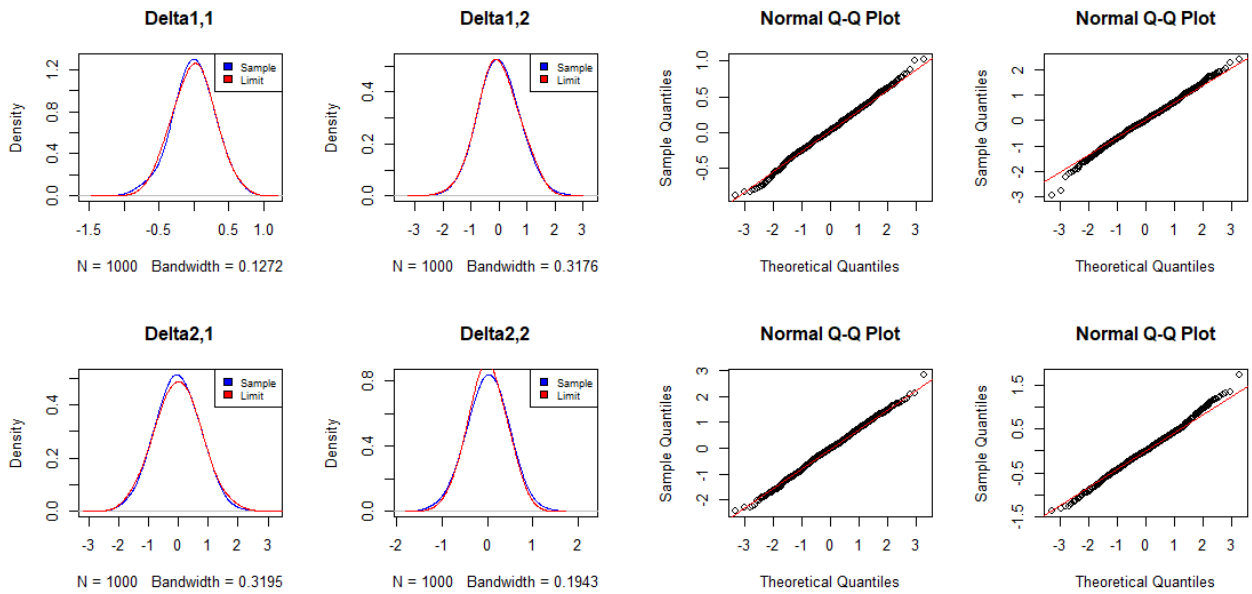 Delta1,1
Density
0.0 0.4 0.8 1.2
Sample
Limit
-1.5 -0.5 0.5 1.0
N = 1000 Bandwidth = 0.1272
Delta1,2
Density
0.0 0.2 0.4
Sample
Limit
-3 -2 -1 0 1 2 3
N = 1000 Bandwidth = 0.3176
Normal Q-Q Plot
Sample Quantiles
-0.5 0.0 0.5 1.0
-3 -2 -1 0 1 2 3
Theoretical Quantiles
Normal Q-Q Plot
Sample Quantiles
-3 -2 -1 0 1 2
-3 -2 -1 0 1 2 3
Theoretical Quantiles
Delta2,1
Density
0.0 0.2 0.4
Sample
Limit
-3 -2 -1 0 1 2 3
N = 1000 Bandwidth = 0.3195
Delta2,2
Density
0.0 0.4 0.8
Sample
Limit
-2 -1 0 1 2
N = 1000 Bandwidth = 0.1943
Normal Q-Q Plot
Sample Quantiles
-2 -1 0 1 2 3
-3 -2 -1 0 1 2 3
Theoretical Quantiles
Normal Q-Q Plot
Sample Quantiles
-1.5 -0.5 0.5 1.5
-3 -2 -1 0 1 2 3
Theoretical Quantiles